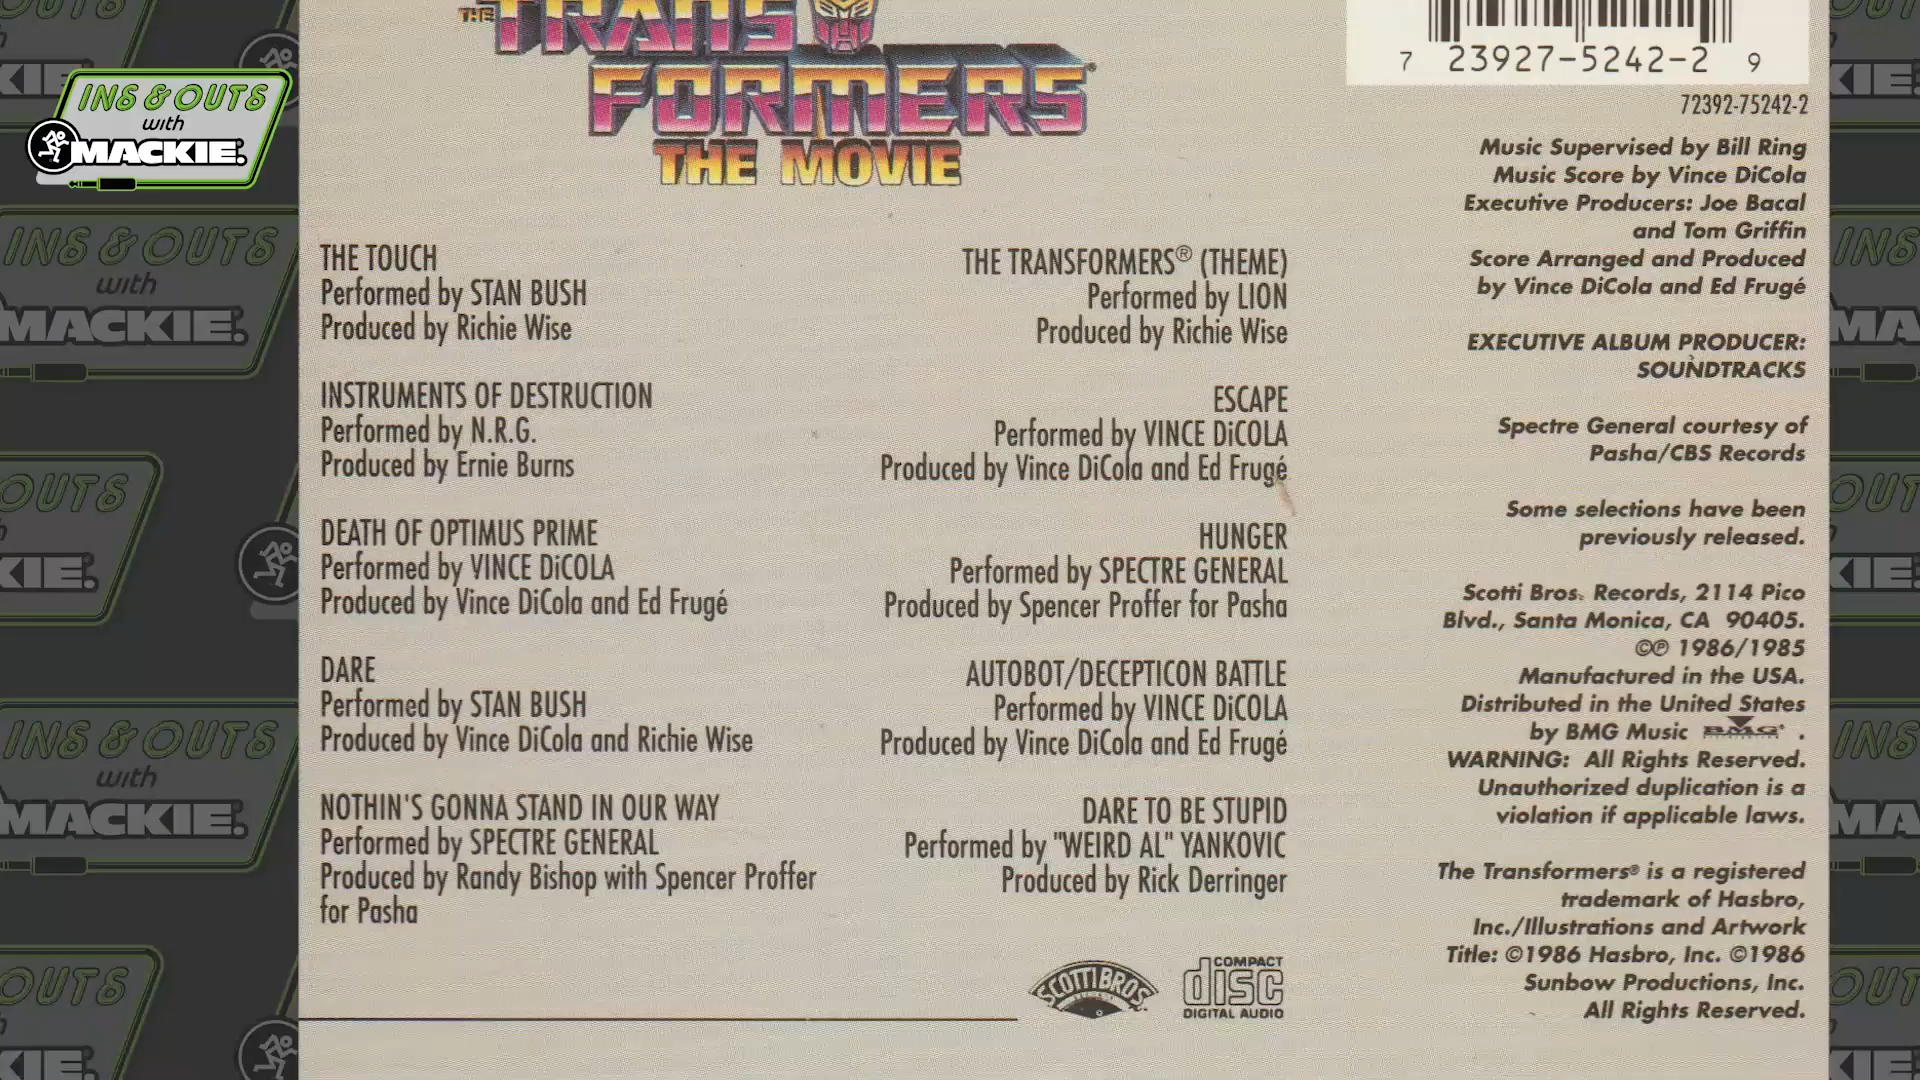 INS & OUTS
with
MACKIE.
THE TRANS
FORMERS
THE MOVIE
7 23927-5242-2 9
72392-75242-2
THE TOUCH
Performed by STAN BUSH
Produced by Richie Wise
INSTRUMENTS OF DESTRUCTION
Performed by N.R.G.
Produced by Ernie Burns
DEATH OF OPTIMUS PRIME
Performed by VINCE DiCOLA
Produced by Vince DiCola and Ed Frugé
DARE
Performed by STAN BUSH
Produced by Vince DiCola and Richie Wise
NOTHIN'S GONNA STAND IN OUR WAY
Performed by SPECTRE GENERAL
Produced by Randy Bishop with Spencer Proffer
for Pasha
THE TRANSFORMERS® (THEME)
Performed by LION
Produced by Richie Wise
ESCAPE
Performed by VINCE DiCOLA
Produced by Vince DiCola and Ed Frugé
HUNGER
Performed by SPECTRE GENERAL
Produced by Spencer Proffer for Pasha
AUTOBOT/DECEPTICON BATTLE
Performed by VINCE DiCOLA
Produced by Vince DiCola and Ed Frugé
DARE TO BE STUPID
Performed by "WEIRD AL" YANKOVIC
Produced by Rick Derringer
SCOTTI BROS
COMPACT
disc
DIGITAL AUDIO
Music Supervised by Bill Ring
Music Score by Vince DiCola
Executive Producers: Joe Bacal
and Tom Griffin
Score Arranged and Produced
by Vince DiCola and Ed Frugé
EXECUTIVE ALBUM PRODUCER:
SOUNDTRACKS
Spectre General courtesy of
Pasha/CBS Records
Some selections have been
previously released.
Scotti Bros. Records, 2114 Pico
Blvd., Santa Monica, CA 90405.
©℗ 1986/1985
Manufactured in the USA.
Distributed in the United States
by BMG Music BMG .
WARNING: All Rights Reserved.
Unauthorized duplication is a
violation if applicable laws.
The Transformers® is a registered
trademark of Hasbro,
Inc./Illustrations and Artwork
Title: ©1986 Hasbro, Inc. ©1986
Sunbow Productions, Inc.
All Rights Reserved.
INS & OUTS
with
MACKIE.
INS & OUTS
with
MACKIE.